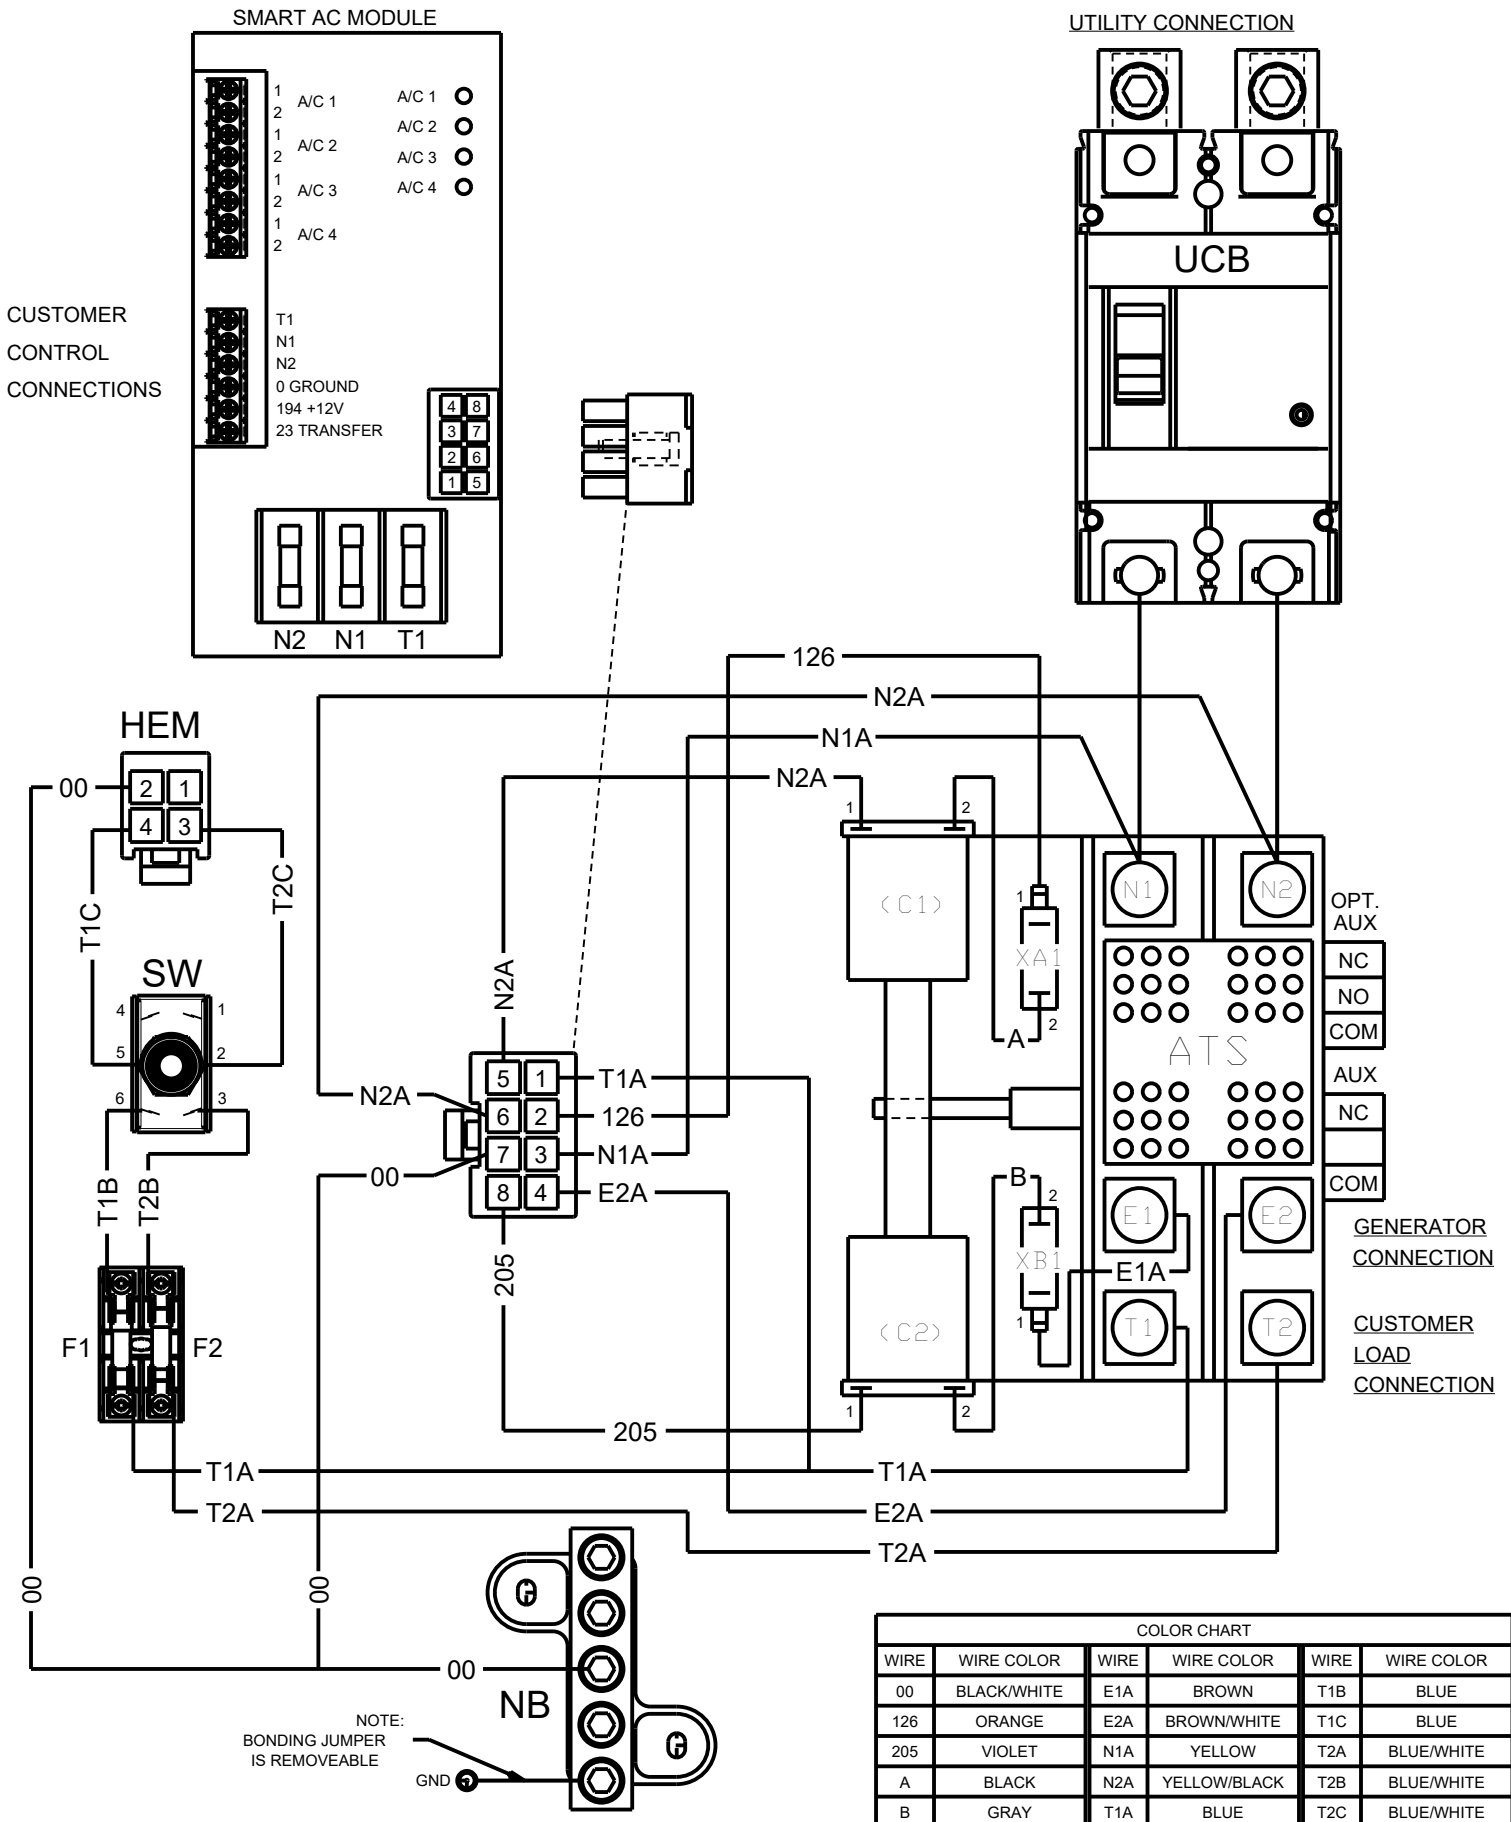 SMART AC MODULE
UTILITY CONNECTION
1
A/C 1
2
1
A/C 2
2
1
A/C 3
2
1
A/C 4
2
A/C 1
A/C 2
A/C 3
A/C 4
UCB
CUSTOMER
CONTROL
CONNECTIONS
T1
N1
N2
0 GROUND
194 +12V
23 TRANSFER
4 8
3 7
2 6
1 5
N2 N1 T1
126
N2A
N1A
N2A
HEM
00
2 1
4 3
T1C
T2C
SW
4 1
5 2
6 3
T1B
T2B
F1 F2
N2A
5 1
6 2
7 3
8 4
N2A
00
T1A
126
N1A
E2A
205
1 2
(C1)
1
XA1
2
A
B
2
XB1
1
(C2)
1 2
N1 N2
ATS
E1 E2
E1A
T1 T2
OPT.
AUX
NC
NO
COM
AUX
NC
COM
GENERATOR
CONNECTION
CUSTOMER
LOAD
CONNECTION
205
T1A T1A
T2A E2A
T2A
00
00
00
NB
NOTE:
BONDING JUMPER
IS REMOVEABLE
GND
COLOR CHART
WIRE WIRE COLOR WIRE WIRE COLOR WIRE WIRE COLOR
00 BLACK/WHITE E1A BROWN T1B BLUE
126 ORANGE E2A BROWN/WHITE T1C BLUE
205 VIOLET N1A YELLOW T2A BLUE/WHITE
A BLACK N2A YELLOW/BLACK T2B BLUE/WHITE
B GRAY T1A BLUE T2C BLUE/WHITE